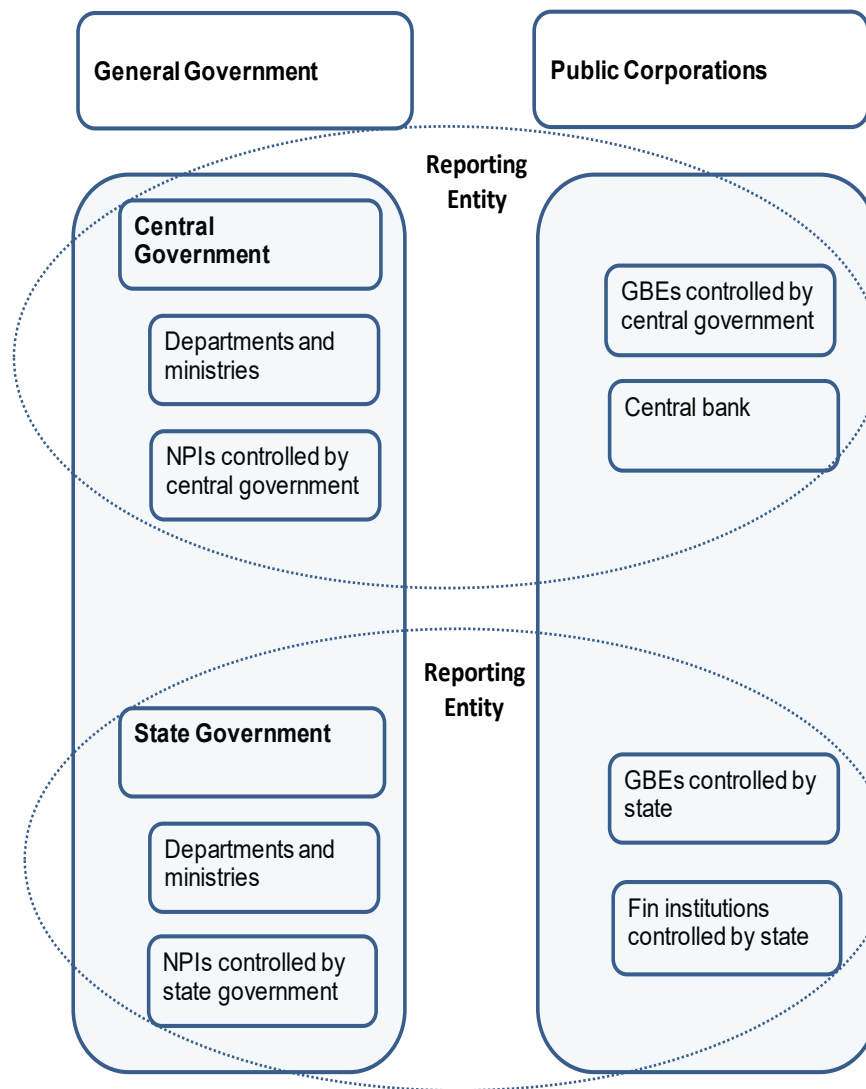 General Government
Public Corporations
Reporting
Entity
Central
Government
Departments and
ministries
NPIs controlled by
central government
GBEs controlled by
central government
Central bank
Reporting
Entity
State Government
Departments and
ministries
NPIs controlled by
state government
GBEs controlled by
state
Fin institutions
controlled by state